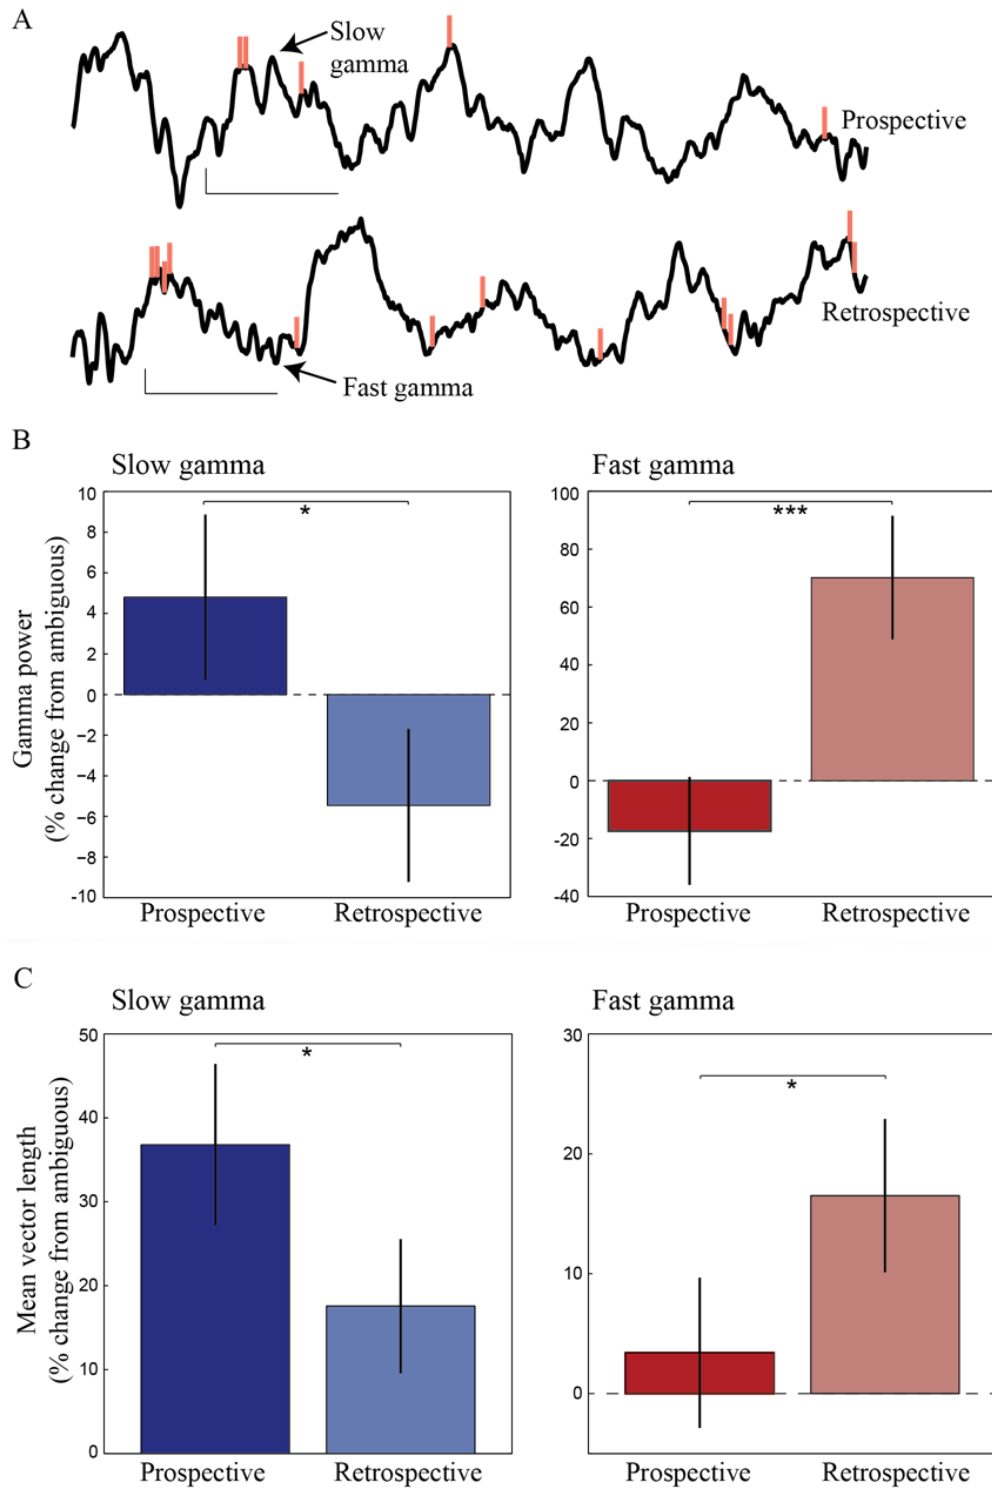 A
Slow
gamma
Prospective
Retrospective
Fast gamma
B
Slow gamma
Fast gamma
Gamma power
(% change from ambiguous)
10
8
6
4
2
0
−2
−4
−6
−8
-10
*
Prospective
Retrospective
100
80
60
40
20
0
-20
-40
***
Prospective
Retrospective
C
Slow gamma
Fast gamma
Mean vector length
(% change from ambiguous)
50
40
30
20
10
0
*
Prospective
Retrospective
30
20
10
0
*
Prospective
Retrospective